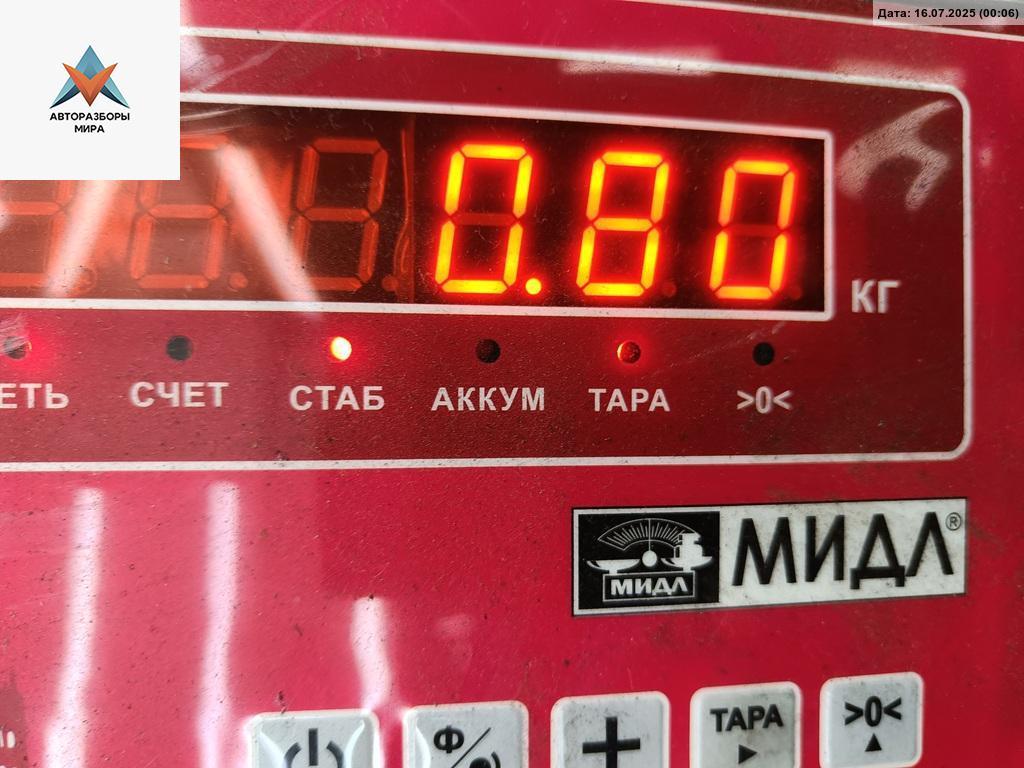 Дата: 16.07.2025 (00:06)
АВТОРАЗБОРЫ
МИРА
0.80
КГ
ЕТЬ СЧЕТ СТАБ АККУМ ТАРА >0<
МИДЛ МИДЛ®
Ф ТАРА >0<